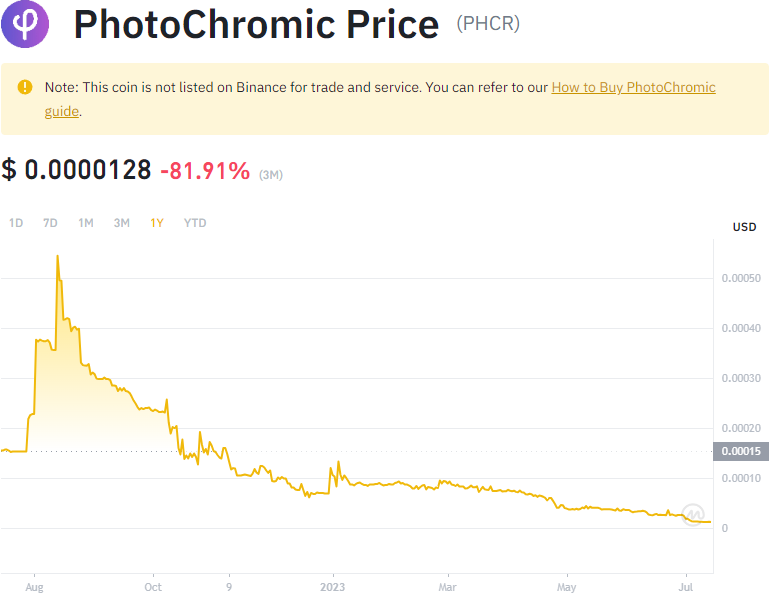 PhotoChromic Price (PHCR)
Note: This coin is not listed on Binance for trade and service. You can refer to our How to Buy PhotoChromic
guide.
$ 0.0000128 -81.91% (3M)
1D 7D 1M 3M 1Y YTD
USD
0.00050
0.00040
0.00030
0.00020
0.00015
0.00010
0
Aug Oct 9 2023 Mar May Jul